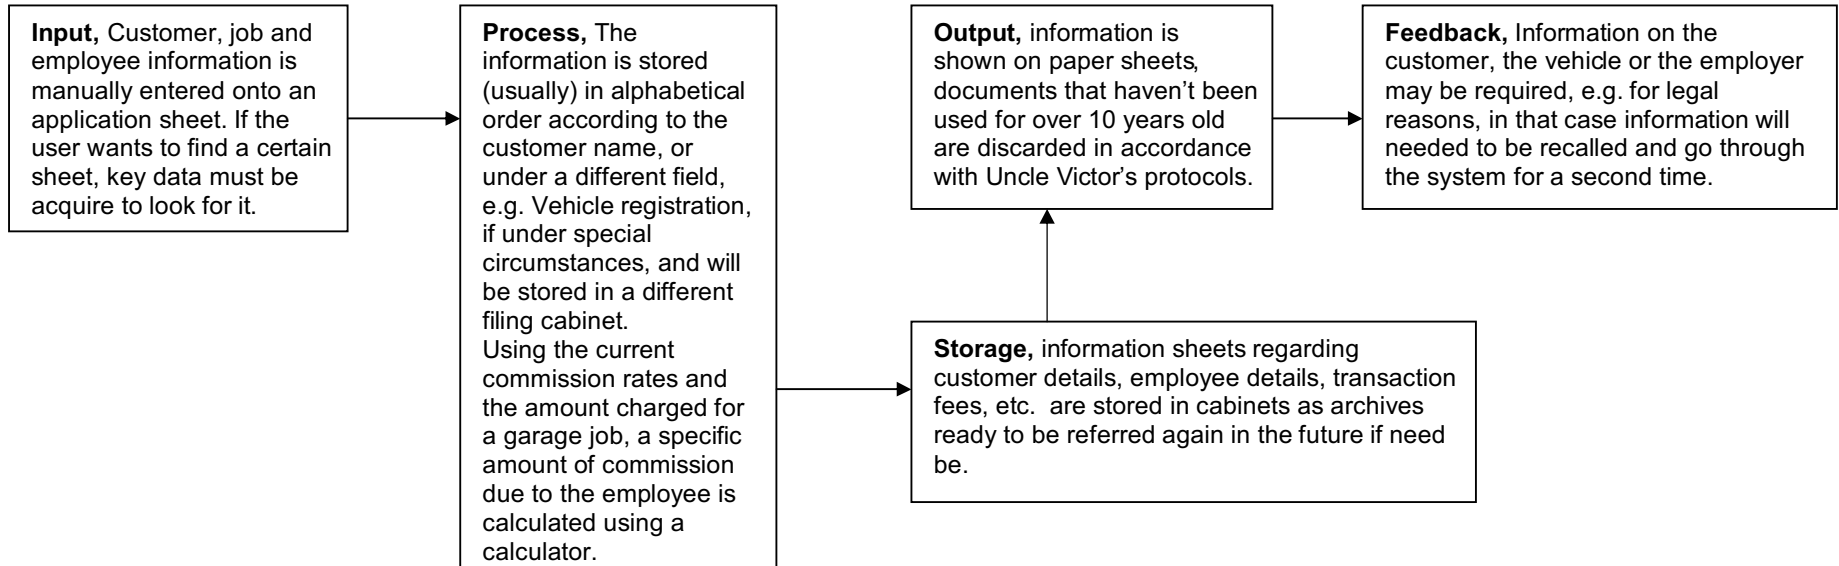 Input, Customer, job and
employee information is
manually entered onto an
application sheet. If the
user wants to find a certain
sheet, key data must be
acquire to look for it.
Process, The
information is stored
(usually) in alphabetical
order according to the
customer name, or
under a different field,
e.g. Vehicle registration,
if under special
circumstances, and will
be stored in a different
filing cabinet.
Using the current
commission rates and
the amount charged for
a garage job, a specific
amount of commission
due to the employee is
calculated using a
calculator.
Output, information is
shown on paper sheets,
documents that haven’t been
used for over 10 years old
are discarded in accordance
with Uncle Victor’s protocols.
Feedback, Information on the
customer, the vehicle or the employer
may be required, e.g. for legal
reasons, in that case information will
needed to be recalled and go through
the system for a second time.
Storage, information sheets regarding
customer details, employee details, transaction
fees, etc.  are stored in cabinets as archives
ready to be referred again in the future if need
be.